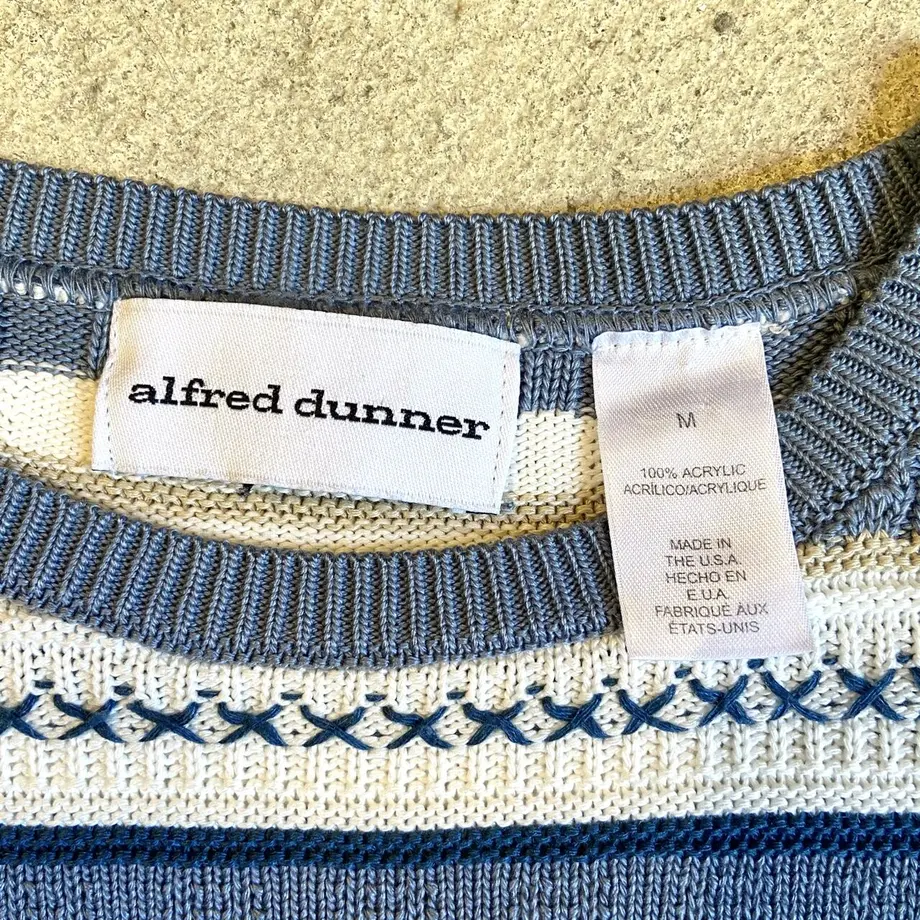 alfred dunner
M
100% ACRYLIC
ACRÍLICO/ACRYLIQUE
MADE IN
THE U.S.A.
HECHO EN
E.U.A.
FABRIQUÉ AUX
ÉTATS-UNIS